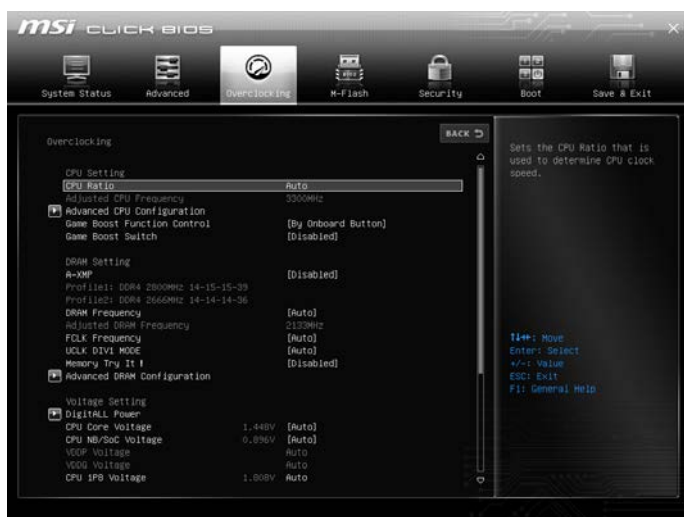 msi CLICK BIOS
System Status Advanced Overclocking M-Flash Security Boot Save & Exit
BACK
Overclocking
CPU Setting
CPU Ratio Auto
Adjusted CPU Frequency 3300MHz
Advanced CPU Configuration
Game Boost Function Control [By Onboard Button]
Game Boost Switch [Disabled]
DRAM Setting
A-XMP [Disabled]
Profile1: DDR4 2800MHz 14-15-15-39
Profile2: DDR4 2666MHz 14-14-14-36
DRAM Frequency [Auto]
Adjusted DRAM Frequency 2133MHz
FCLK Frequency [Auto]
UCLK DIV1 MODE [Auto]
Memory Try It ! [Disabled]
Advanced DRAM Configuration
Voltage Setting
DigitALL Power
CPU Core Voltage 1.448V [Auto]
CPU NB/SoC Voltage 0.896V [Auto]
VDDP Voltage Auto
VDDG Voltage Auto
CPU 1P8 Voltage 1.808V Auto
Sets the CPU Ratio that is
used to determine CPU clock
speed.
↑↓←→: Move
Enter: Select
+/-: Value
ESC: Exit
F1: General Help